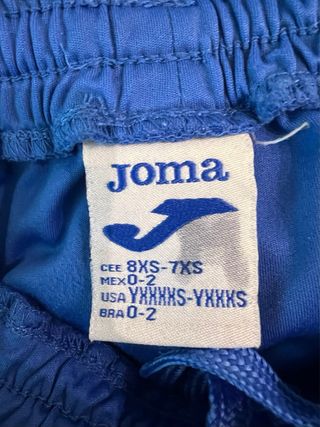 Joma
CEE 8XS-7XS
MEX 0-2
USA YXXXXS-YXXXS
BRA 0-2